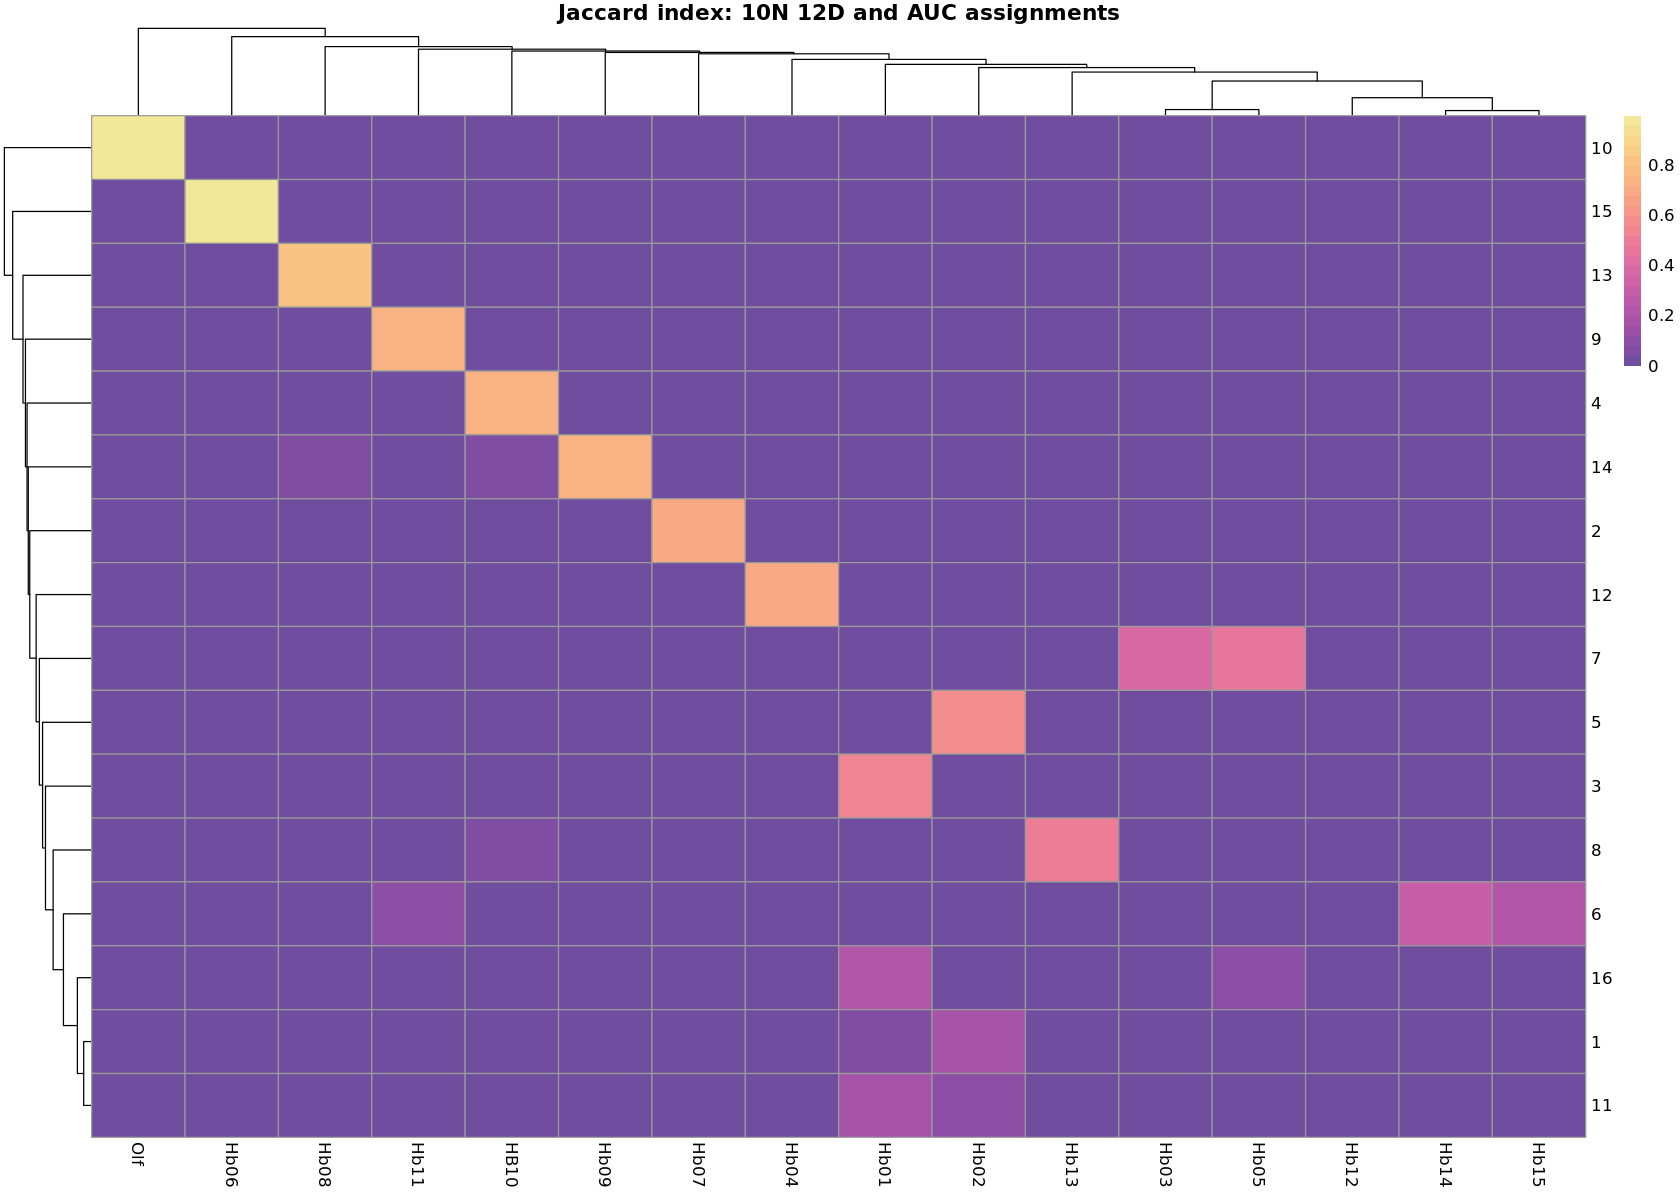 Jaccard index: 10N 12D and AUC assignments
10
15
13
9
4
14
2
12
7
5
3
8
6
16
1
11
0.8
0.6
0.4
0.2
0
Olf
Hb06
Hb08
Hb11
HB10
Hb09
Hb07
Hb04
Hb01
Hb02
Hb13
Hb03
Hb05
Hb12
Hb14
Hb15